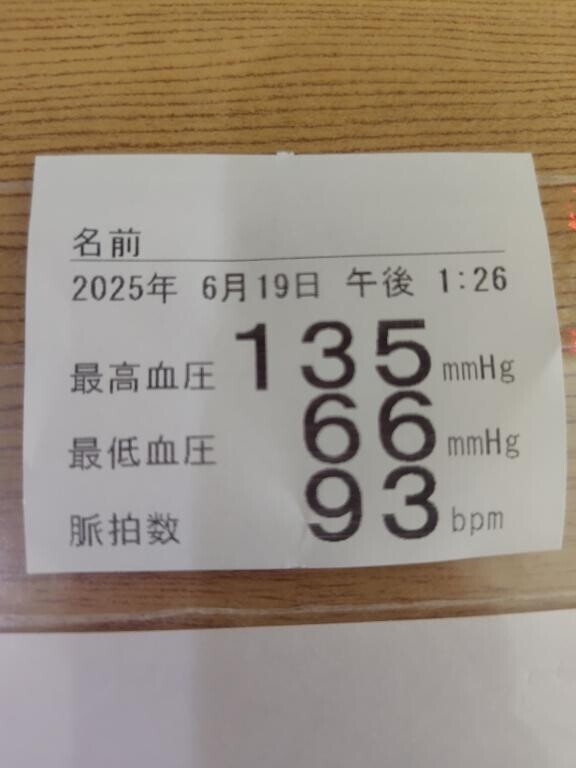 名前
2025年 6月19日 午後 1:26
最高血圧 135 mmHg
最低血圧 66 mmHg
脈拍数 93 bpm